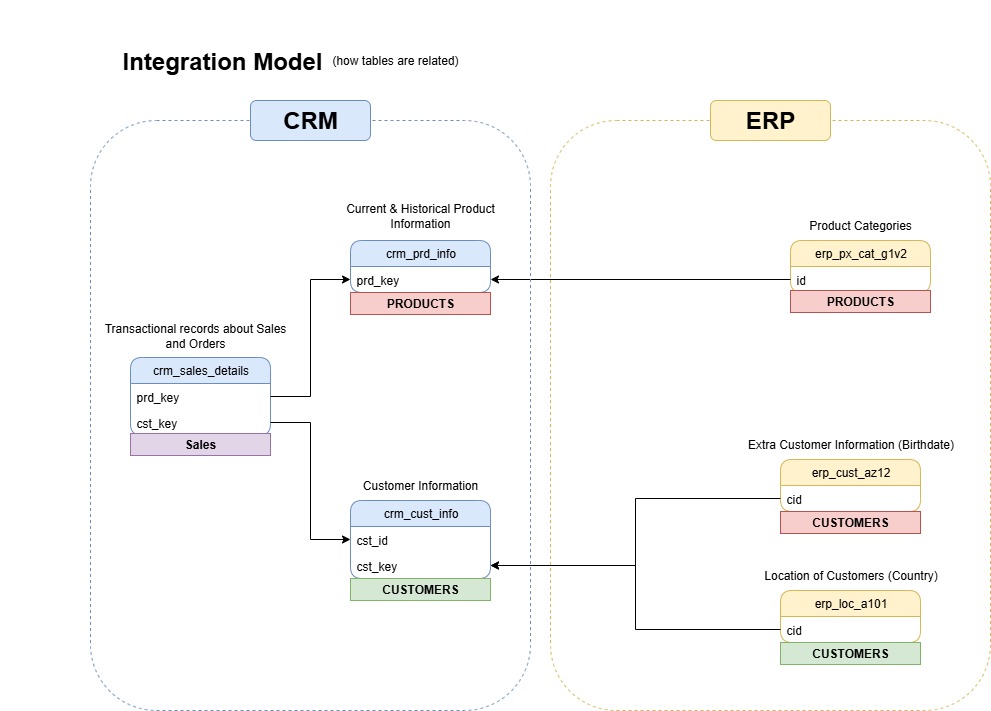 Integration Model (how tables are related)
CRM
ERP
Current & Historical Product
Information
crm_prd_info
prd_key
PRODUCTS
Product Categories
erp_px_cat_g1v2
id
PRODUCTS
Transactional records about Sales
and Orders
crm_sales_details
prd_key
cst_key
Sales
Customer Information
crm_cust_info
cst_id
cst_key
CUSTOMERS
Extra Customer Information (Birthdate)
erp_cust_az12
cid
CUSTOMERS
Location of Customers (Country)
erp_loc_a101
cid
CUSTOMERS